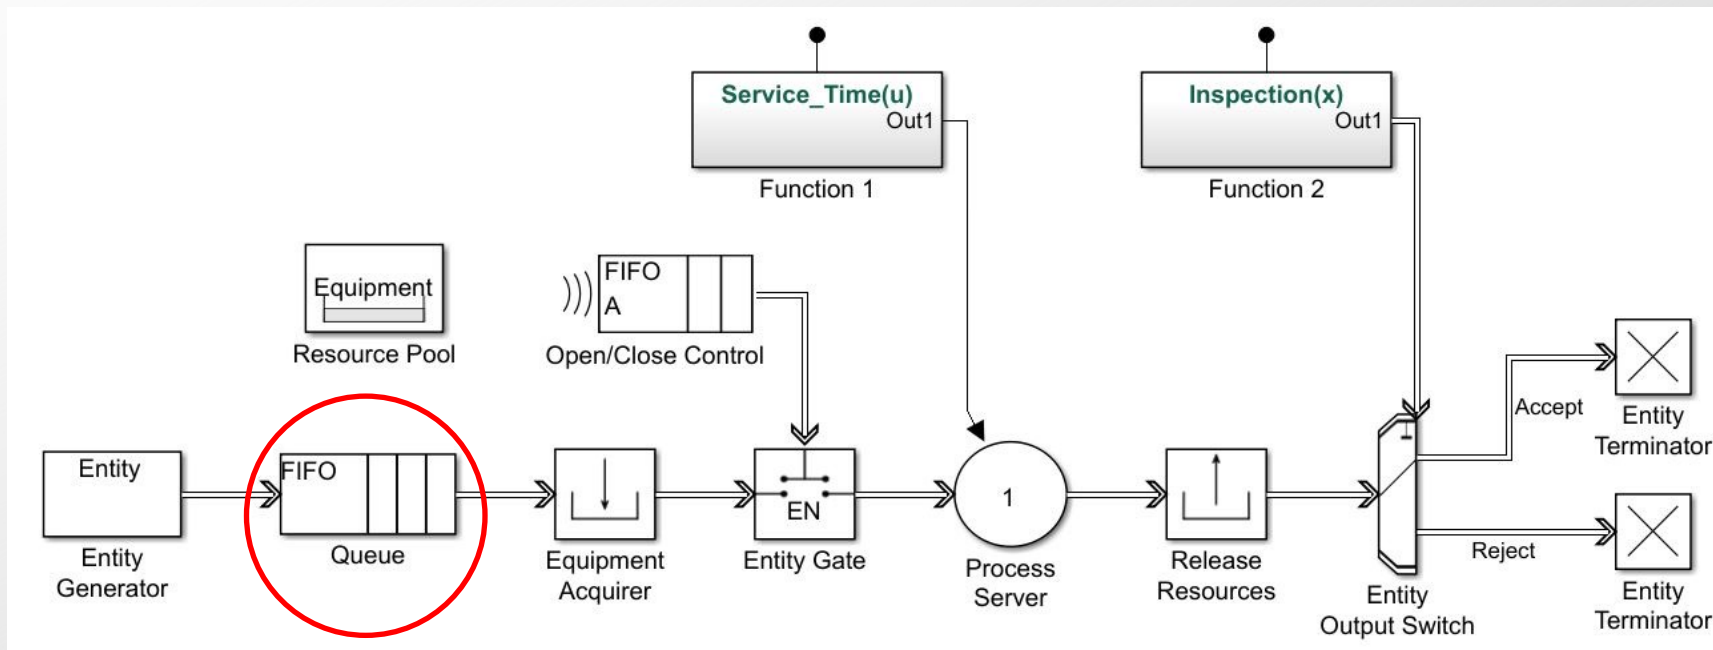 Service_Time(u)
Out1
Function 1
Inspection(x)
Out1
Function 2
Equipment
Resource Pool
FIFO
A
Open/Close Control
Entity
Entity
Generator
FIFO
Queue
Equipment
Acquirer
EN
Entity Gate
1
Process
Server
Release
Resources
Entity
Output Switch
Accept
Reject
Entity
Terminator
Entity
Terminator